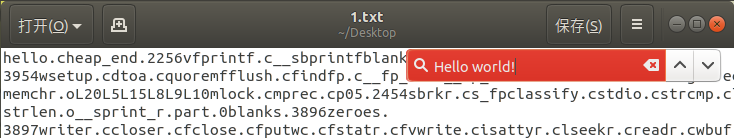 打开(O)
1.txt
~/Desktop
保存(S)
hello.cheap_end.2256vfprintf.c__sbprintfblank
Hello world!
3954wsetup.cdtoa.cquoremfflush.cfindfp.c__fp_
memchr.oL20L5L15L8L9L10mlock.cmprec.cp05.2454sbrkr.cs_fpclassify.cstdio.cstrcmp.c
strlen.o__sprint_r.part.0blanks.3896zeroes.
3897writer.ccloser.cfclose.cfputwc.cfstatr.cfvwrite.cisattyr.clseekr.creadr.cwbuf